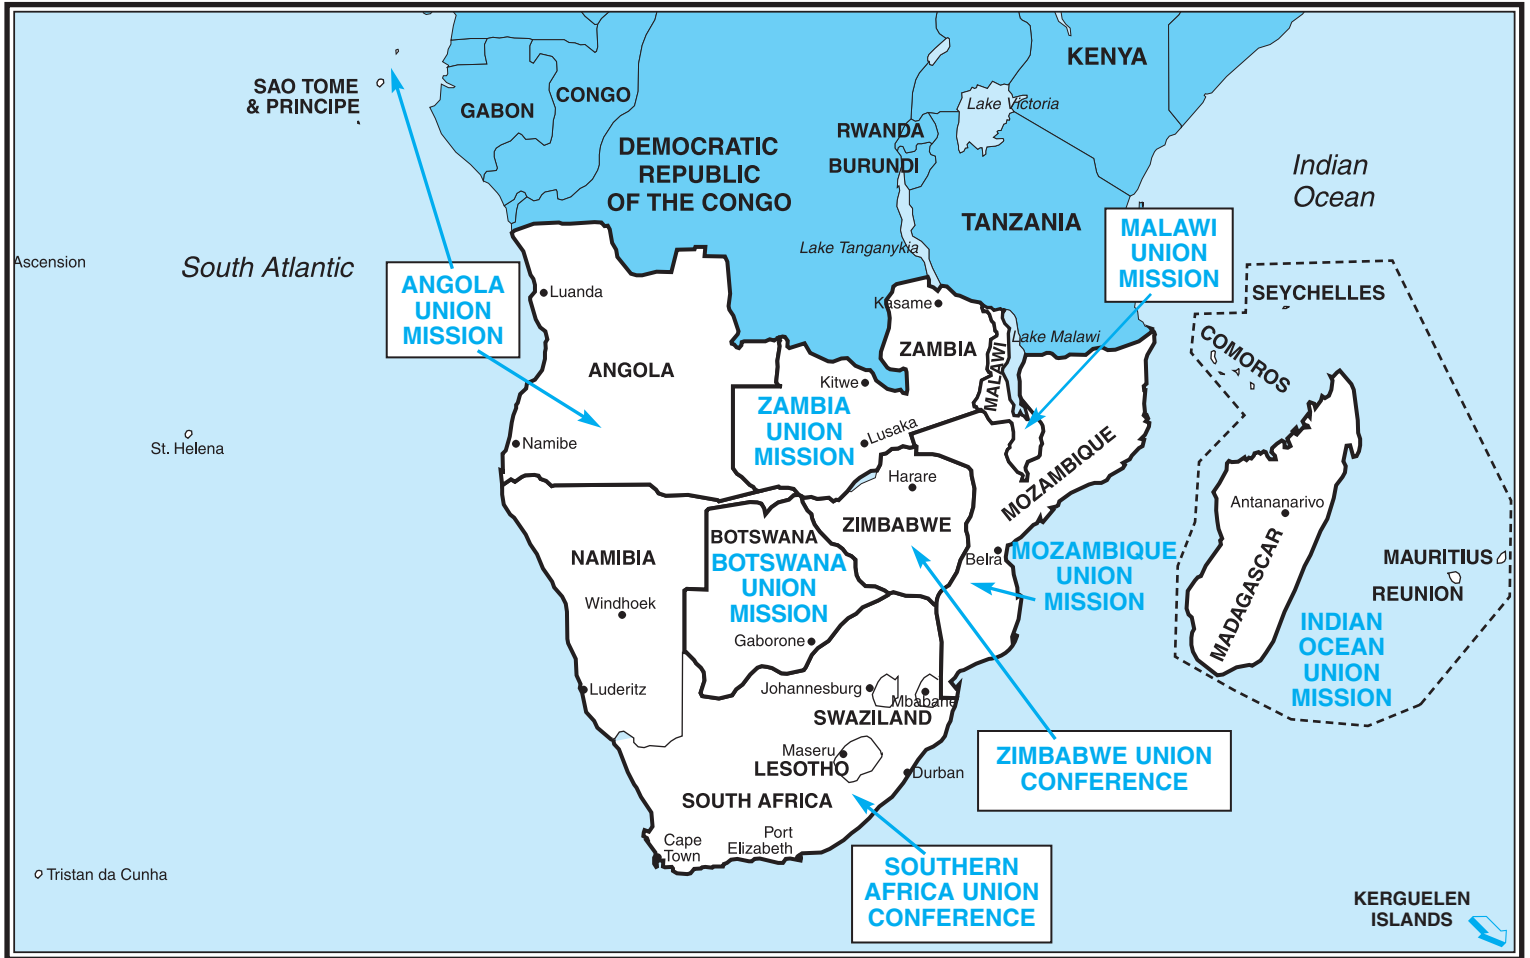 KENYA
SAO TOME
& PRINCIPE
GABON
CONGO
Lake Victoria
RWANDA
BURUNDI
DEMOCRATIC
REPUBLIC
OF THE CONGO
Indian
Ocean
TANZANIA
MALAWI
UNION
MISSION
Lake Tanganykia
Ascension
South Atlantic
ANGOLA
UNION
MISSION
Luanda
Kasame
SEYCHELLES
Lake Malawi
ZAMBIA
MALAWI
COMOROS
ANGOLA
Kitwe
ZAMBIA
UNION
MISSION
Lusaka
St. Helena
Namibe
MOZAMBIQUE
Harare
Antananarivo
ZIMBABWE
BOTSWANA
BOTSWANA
UNION
MISSION
NAMIBIA
Beira
MOZAMBIQUE
UNION
MISSION
MADAGASCAR
MAURITIUS
REUNION
Windhoek
Gaborone
INDIAN
OCEAN
UNION
MISSION
Luderitz
Johannesburg
Mbabane
SWAZILAND
Maseru
LESOTHO
Durban
ZIMBABWE UNION
CONFERENCE
SOUTH AFRICA
Cape
Town
Port
Elizabeth
SOUTHERN
AFRICA UNION
CONFERENCE
Tristan da Cunha
KERGUELEN
ISLANDS